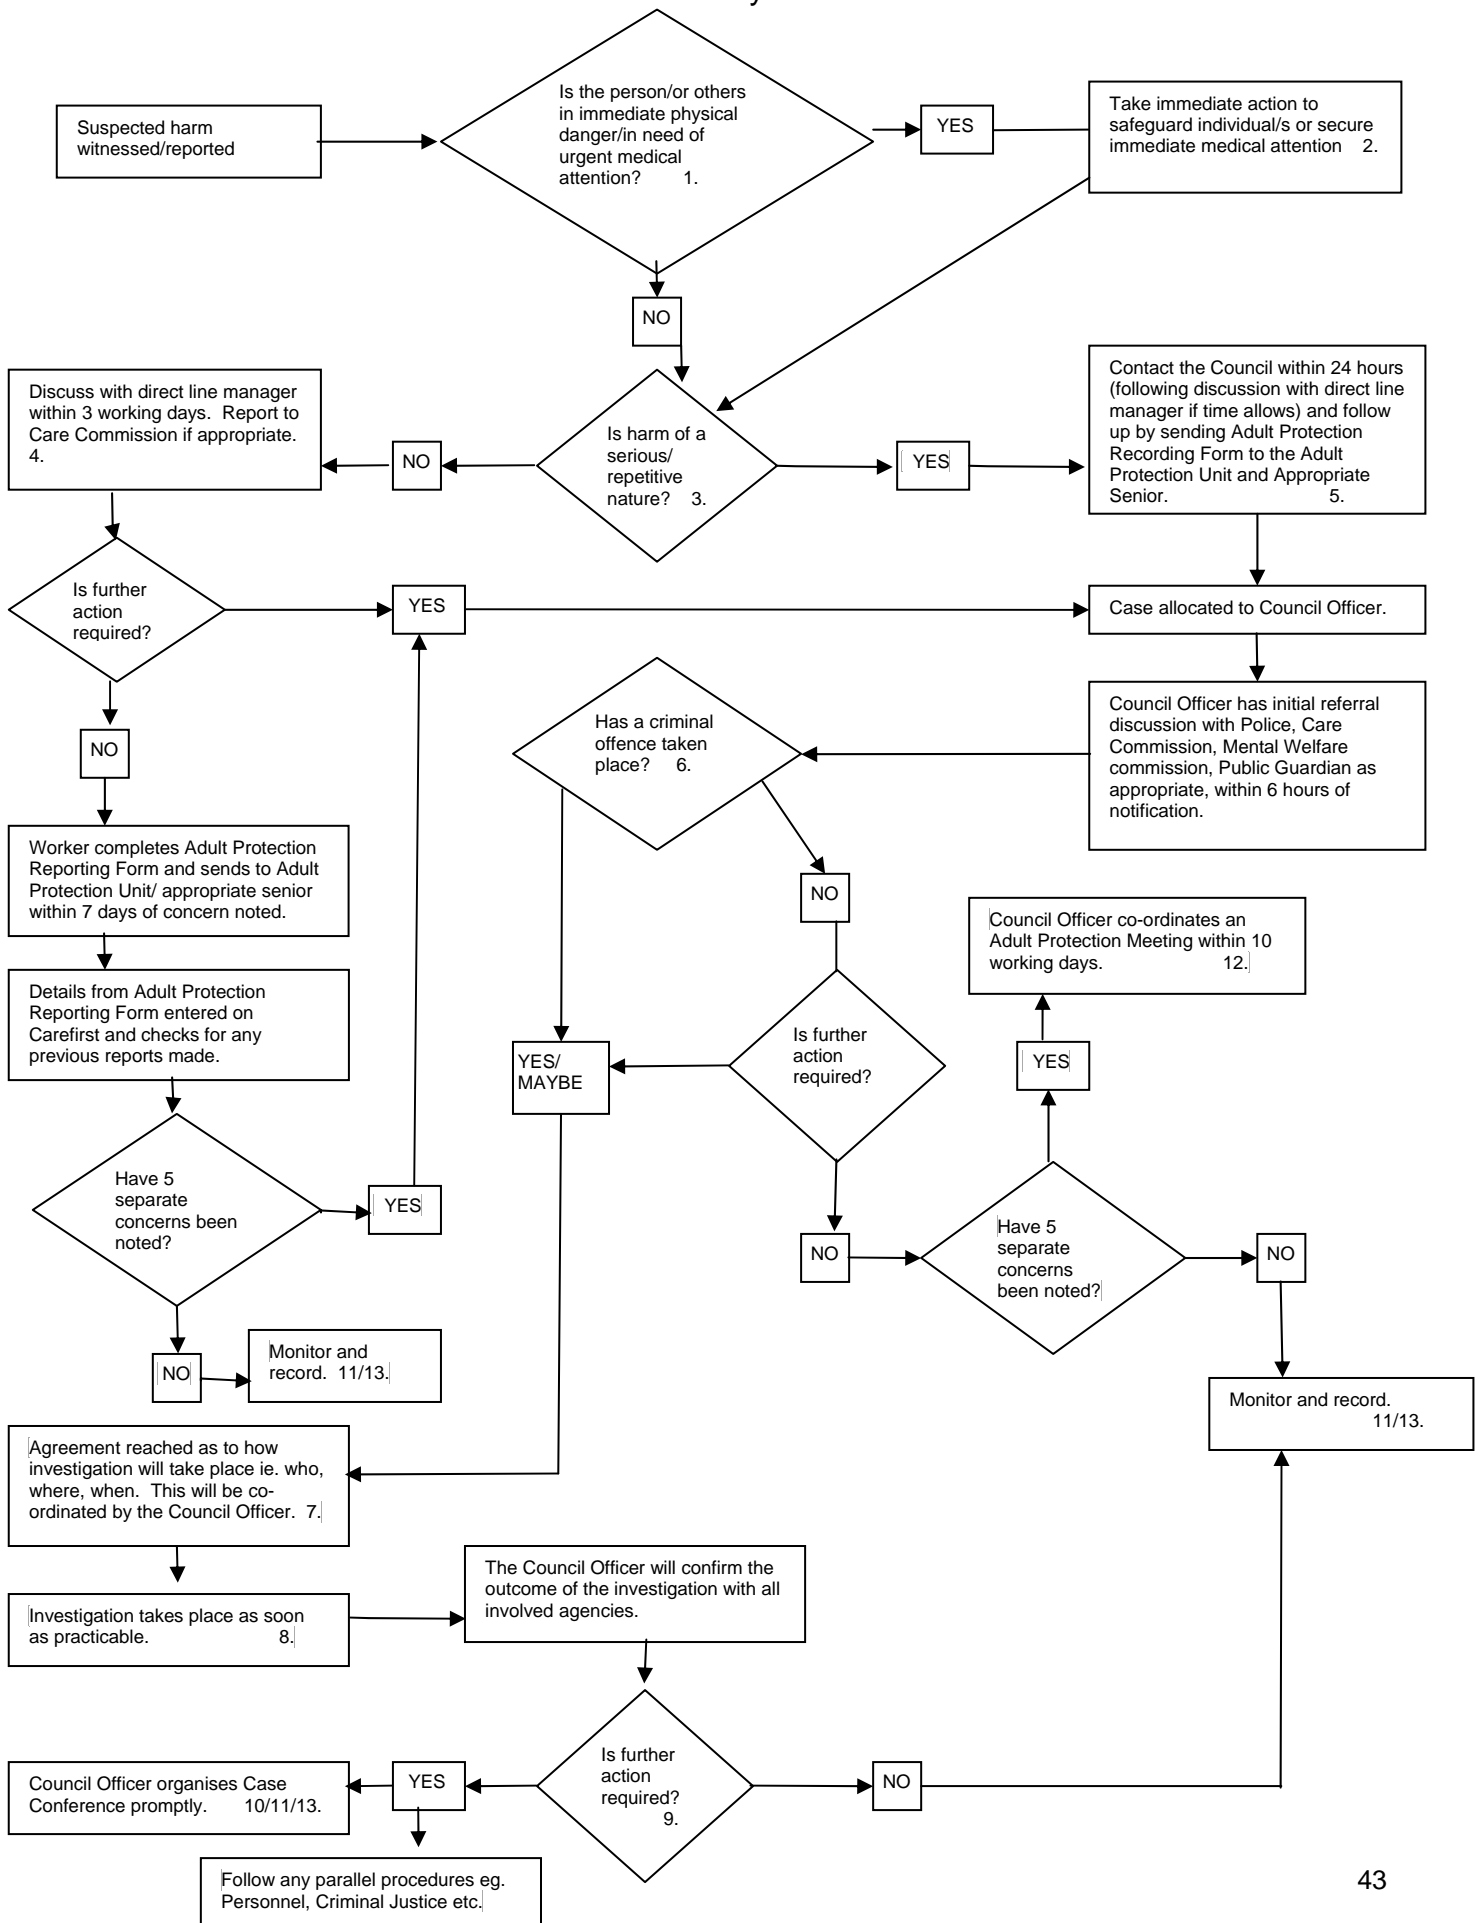 Suspected harm
witnessed/reported
Is the person/or others
in immediate physical
danger/in need of
urgent medical
attention? 1.
YES
Take immediate action to
safeguard individual/s or secure
immediate medical attention 2.
NO
Discuss with direct line manager
within 3 working days. Report to
Care Commission if appropriate.
4.
NO
Is harm of a
serious/
repetitive
nature? 3.
YES
Contact the Council within 24 hours
(following discussion with direct line
manager if time allows) and follow
up by sending Adult Protection
Recording Form to the Adult
Protection Unit and Appropriate
Senior. 5.
Is further
action
required?
YES
Case allocated to Council Officer.
NO
Has a criminal
offence taken
place? 6.
Council Officer has initial referral
discussion with Police, Care
Commission, Mental Welfare
commission, Public Guardian as
appropriate, within 6 hours of
notification.
Worker completes Adult Protection
Reporting Form and sends to Adult
Protection Unit/ appropriate senior
within 7 days of concern noted.
NO
Council Officer co-ordinates an
Adult Protection Meeting within 10
working days. 12.
Details from Adult Protection
Reporting Form entered on
Carefirst and checks for any
previous reports made.
YES/
MAYBE
Is further
action
required?
YES
Have 5
separate
concerns been
noted?
YES
NO
Have 5
separate
concerns
been noted?
NO
NO
Monitor and
record. 11/13.
Monitor and record.
11/13.
Agreement reached as to how
investigation will take place ie. who,
where, when. This will be co-
ordinated by the Council Officer. 7.
Investigation takes place as soon
as practicable. 8.
The Council Officer will confirm the
outcome of the investigation with all
involved agencies.
Council Officer organises Case
Conference promptly. 10/11/13.
YES
Is further
action
required?
9.
NO
Follow any parallel procedures eg.
Personnel, Criminal Justice etc.
43